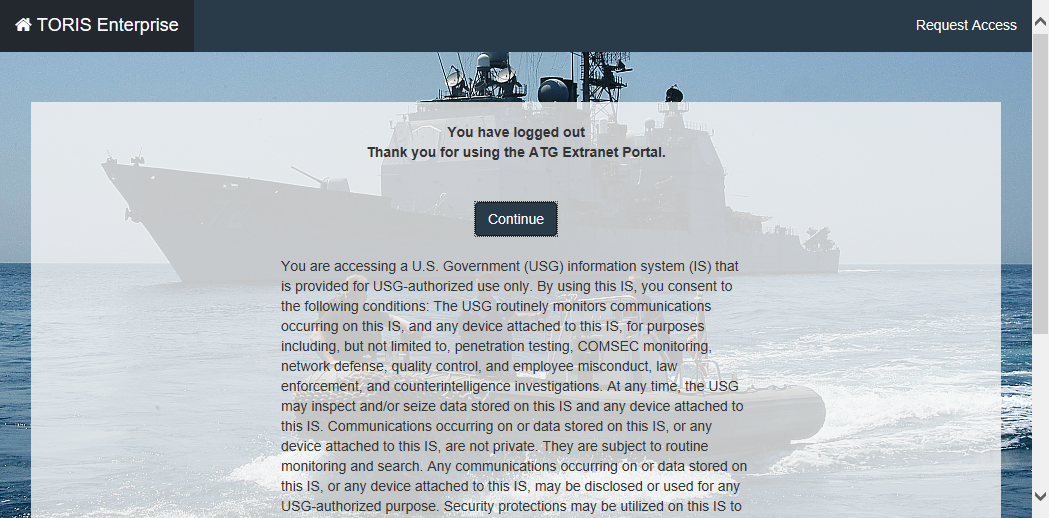 TORIS Enterprise
Request Access
You have logged out
Thank you for using the ATG Extranet Portal.
Continue
You are accessing a U.S. Government (USG) information system (IS) that
is provided for USG-authorized use only. By using this IS, you consent to
the following conditions: The USG routinely monitors communications
occurring on this IS, and any device attached to this IS, for purposes
including, but not limited to, penetration testing, COMSEC monitoring,
network defense, quality control, and employee misconduct, law
enforcement, and counterintelligence investigations. At any time, the USG
may inspect and/or seize data stored on this IS and any device attached to
this IS. Communications occurring on or data stored on this IS, or any
device attached to this IS, are not private. They are subject to routine
monitoring and search. Any communications occurring on or data stored on
this IS, or any device attached to this IS, may be disclosed or used for any
USG-authorized purpose. Security protections may be utilized on this IS to